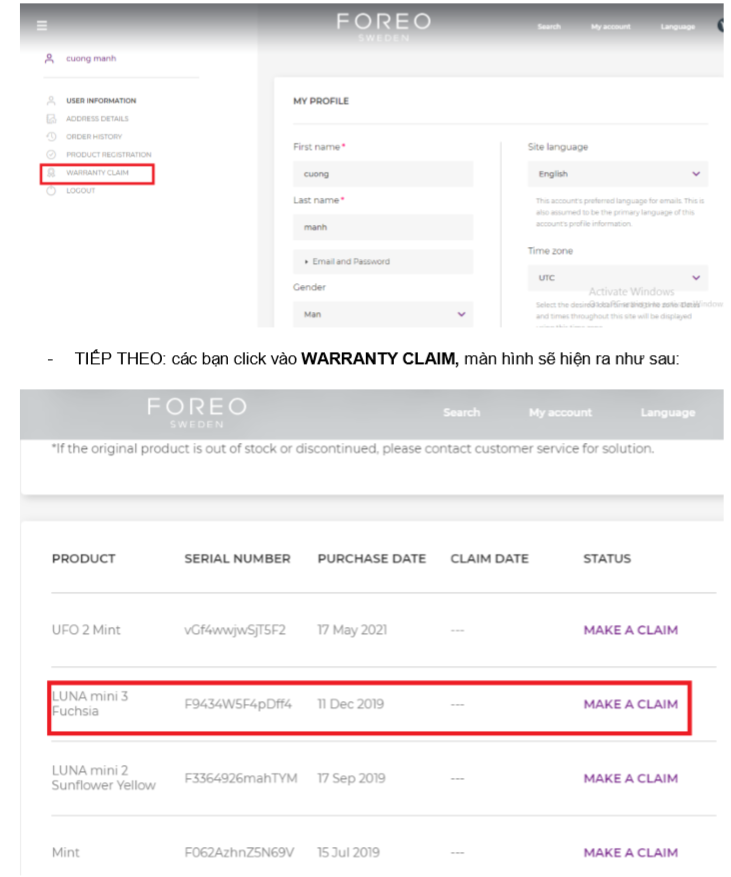 FOREO
SWEDEN
Search My account Language
cuong manh
USER INFORMATION
ADDRESS DETAILS
ORDER HISTORY
PRODUCT REGISTRATION
WARRANTY CLAIM
LOGOUT
MY PROFILE
First name*
cuong
Last name*
manh
Email and Password
Gender
Man
Site language
English
This account's preferred language for emails. This is
also assumed to be the primary language of this
account's profile information.
Time zone
UTC
Activate Windows
Select the desired
and times throughout this site will be displayed
- TIẾP THEO: các bạn click vào WARRANTY CLAIM, màn hình sẽ hiện ra như sau:
FOREO
SWEDEN
Search My account Language
*If the original product is out of stock or discontinued, please contact customer service for solution.
PRODUCT SERIAL NUMBER PURCHASE DATE CLAIM DATE STATUS
UFO 2 Mint vGf4wwjwSjT5F2 17 May 2021 --- MAKE A CLAIM
LUNA mini 3
Fuchsia F9434W5F4pDff4 11 Dec 2019 --- MAKE A CLAIM
LUNA mini 2
Sunflower Yellow F3364926mahTYM 17 Sep 2019 --- MAKE A CLAIM
Mint F062AzhnZ5N69V 15 Jul 2019 --- MAKE A CLAIM